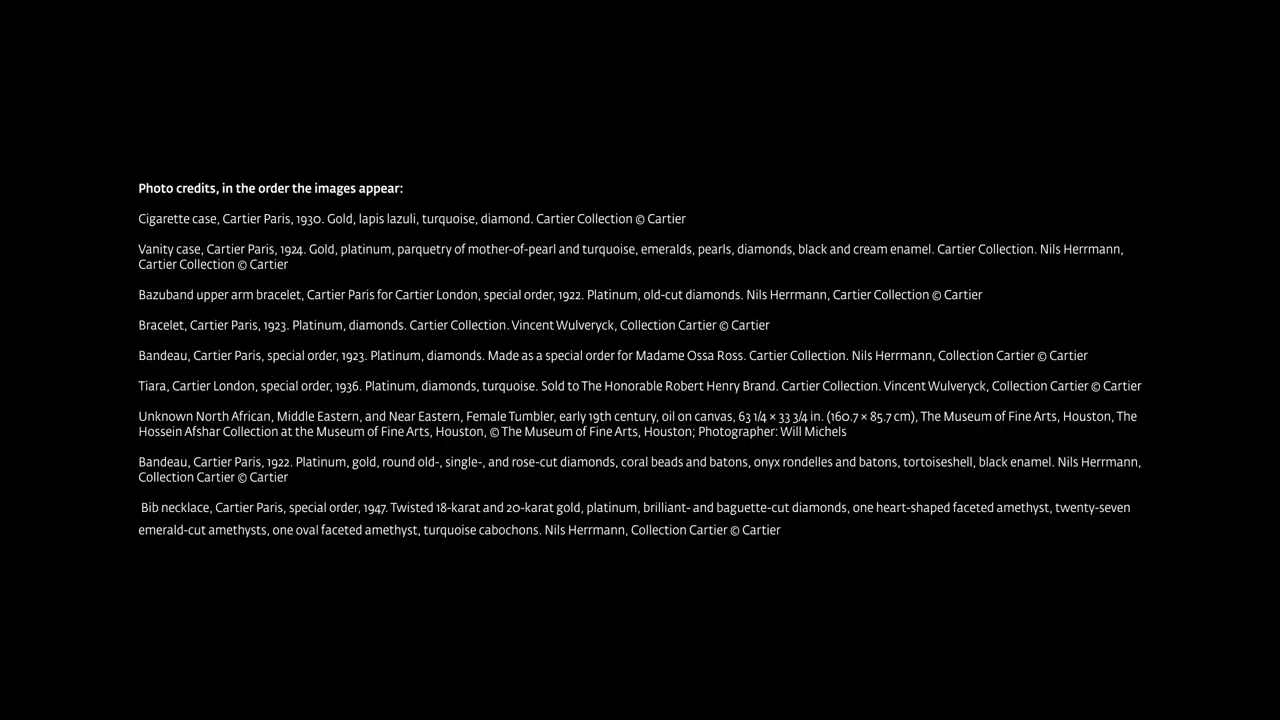 Photo credits, in the order the images appear:
Cigarette case, Cartier Paris, 1930. Gold, lapis lazuli, turquoise, diamond. Cartier Collection © Cartier
Vanity case, Cartier Paris, 1924. Gold, platinum, parquetry of mother-of-pearl and turquoise, emeralds, pearls, diamonds, black and cream enamel. Cartier Collection. Nils Herrmann,
Cartier Collection © Cartier
Bazuband upper arm bracelet, Cartier Paris for Cartier London, special order, 1922. Platinum, old-cut diamonds. Nils Herrmann, Cartier Collection © Cartier
Bracelet, Cartier Paris, 1923. Platinum, diamonds. Cartier Collection. Vincent Wulveryck, Collection Cartier © Cartier
Bandeau, Cartier Paris, special order, 1923. Platinum, diamonds. Made as a special order for Madame Ossa Ross. Cartier Collection. Nils Herrmann, Collection Cartier © Cartier
Tiara, Cartier London, special order, 1936. Platinum, diamonds, turquoise. Sold to The Honorable Robert Henry Brand. Cartier Collection. Vincent Wulveryck, Collection Cartier © Cartier
Unknown North African, Middle Eastern, and Near Eastern, Female Tumbler, early 19th century, oil on canvas, 63 1/4 × 33 3/4 in. (160.7 × 85.7 cm), The Museum of Fine Arts, Houston, The
Hossein Afshar Collection at the Museum of Fine Arts, Houston, © The Museum of Fine Arts, Houston; Photographer: Will Michels
Bandeau, Cartier Paris, 1922. Platinum, gold, round old-, single-, and rose-cut diamonds, coral beads and batons, onyx rondelles and batons, tortoiseshell, black enamel. Nils Herrmann,
Collection Cartier © Cartier
Bib necklace, Cartier Paris, special order, 1947. Twisted 18-karat and 20-karat gold, platinum, brilliant- and baguette-cut diamonds, one heart-shaped faceted amethyst, twenty-seven
emerald-cut amethysts, one oval faceted amethyst, turquoise cabochons. Nils Herrmann, Collection Cartier © Cartier